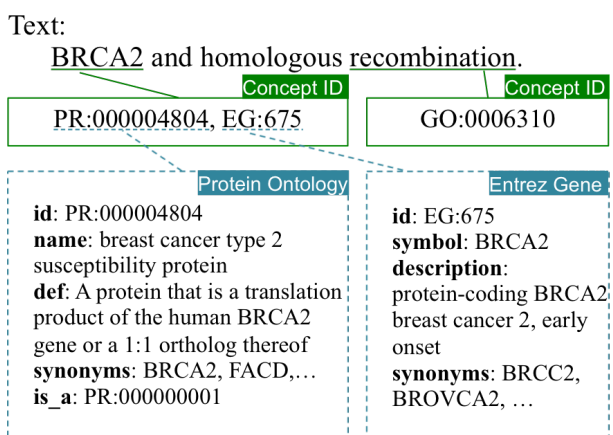 Text:
BRCA2 and homologous recombination.
Concept ID
PR:000004804, EG:675
Concept ID
GO:0006310
Protein Ontology
id: PR:000004804
name: breast cancer type 2
susceptibility protein
def: A protein that is a translation
product of the human BRCA2
gene or a 1:1 ortholog thereof
synonyms: BRCA2, FACD,…
is_a: PR:000000001
Entrez Gene
id: EG:675
symbol: BRCA2
description:
protein-coding BRCA2
breast cancer 2, early
onset
synonyms: BRCC2,
BROVCA2, …